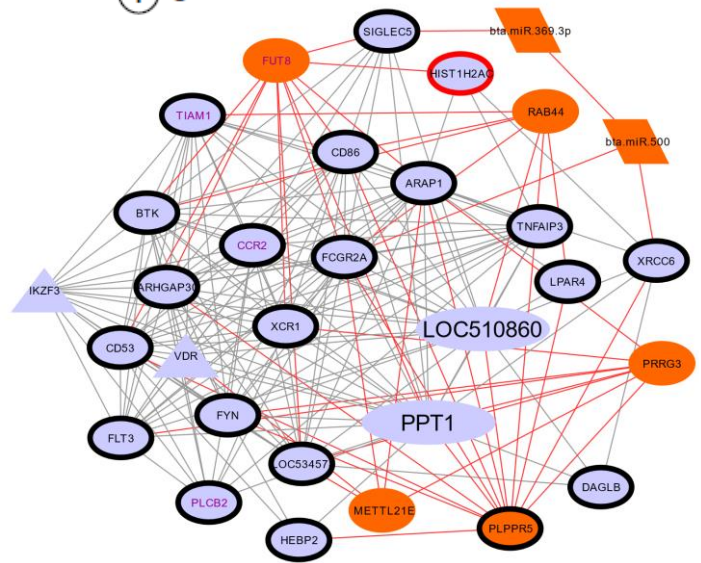 SIGLEC5
bta.miR.369.3p
FUT8
HIST1H2AC
RAB44
TIAM1
bta.miR.500
CD86
ARAP1
BTK
TNFAIP3
CCR2
FCGR2A
XRCC6
LPAR4
IKZF3
ARHGAP30
XCR1
LOC510860
CD53
VDR
PRRG3
FYN
PPT1
FLT3
LOC53457
DAGLB
PLCB2
METTL21E
PLPPR5
HEBP2